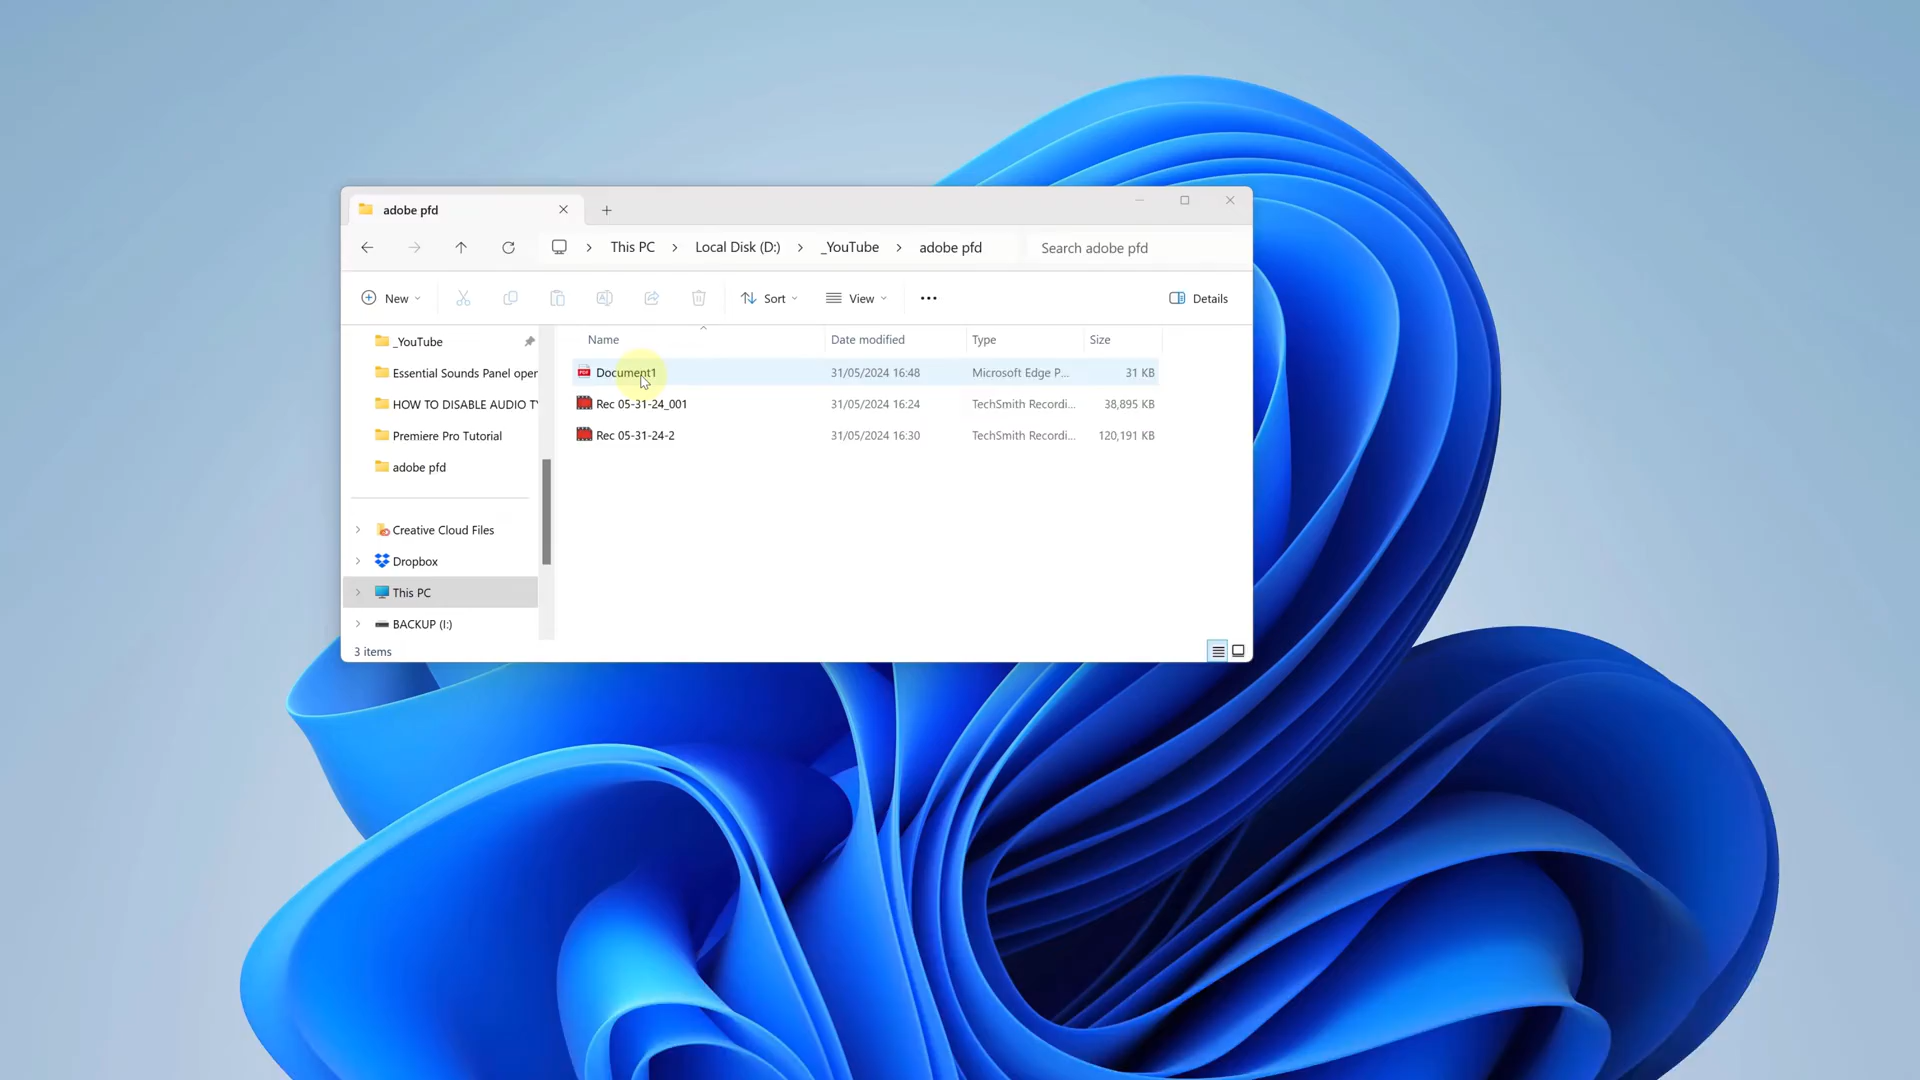 adobe pfd
This PC
Local Disk (D:)
_YouTube
adobe pfd
Search adobe pfd
New
Sort
View
Details
_YouTube
Essential Sounds Panel oper
HOW TO DISABLE AUDIO T
Premiere Pro Tutorial
adobe pfd
Creative Cloud Files
Dropbox
This PC
BACKUP (I:)
Name Date modified Type Size
Document1 31/05/2024 16:48 Microsoft Edge P... 31 KB
Rec 05-31-24_001 31/05/2024 16:24 TechSmith Recordi... 38,895 KB
Rec 05-31-24-2 31/05/2024 16:30 TechSmith Recordi... 120,191 KB
3 items